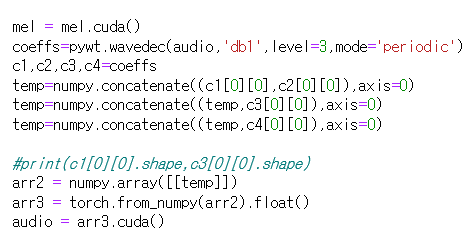 mel = mel.cuda()
coeffs=pywt.wavedec(audio,'db1',level=3,mode='periodic')
c1,c2,c3,c4=coeffs
temp=numpy.concatenate((c1[0][0],c2[0][0]),axis=0)
temp=numpy.concatenate((temp,c3[0][0]),axis=0)
temp=numpy.concatenate((temp,c4[0][0]),axis=0)
#print(c1[0][0].shape,c3[0][0].shape)
arr2 = numpy.array([[temp]])
arr3 = torch.from_numpy(arr2).float()
audio = arr3.cuda()